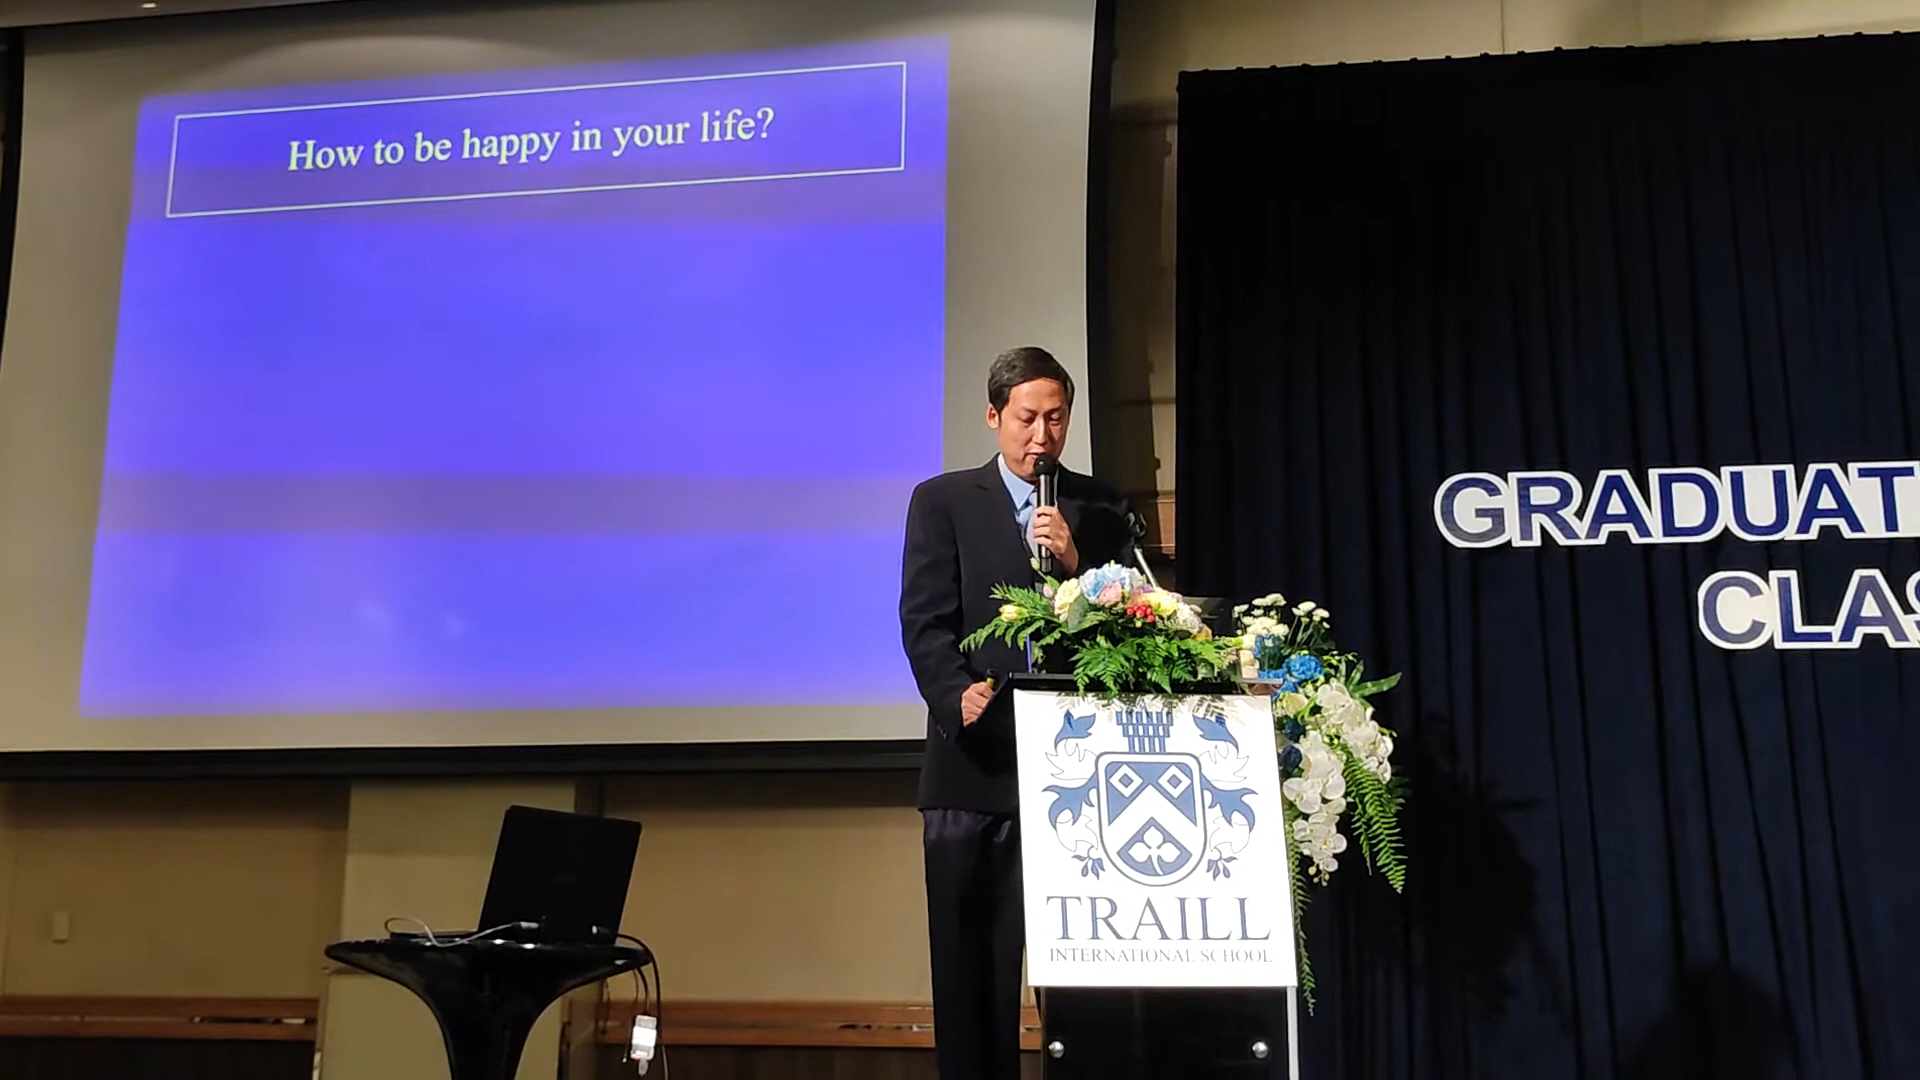 How to be happy in your life?
GRADUAT
CLAS
TRAILL
INTERNATIONAL SCHOOL